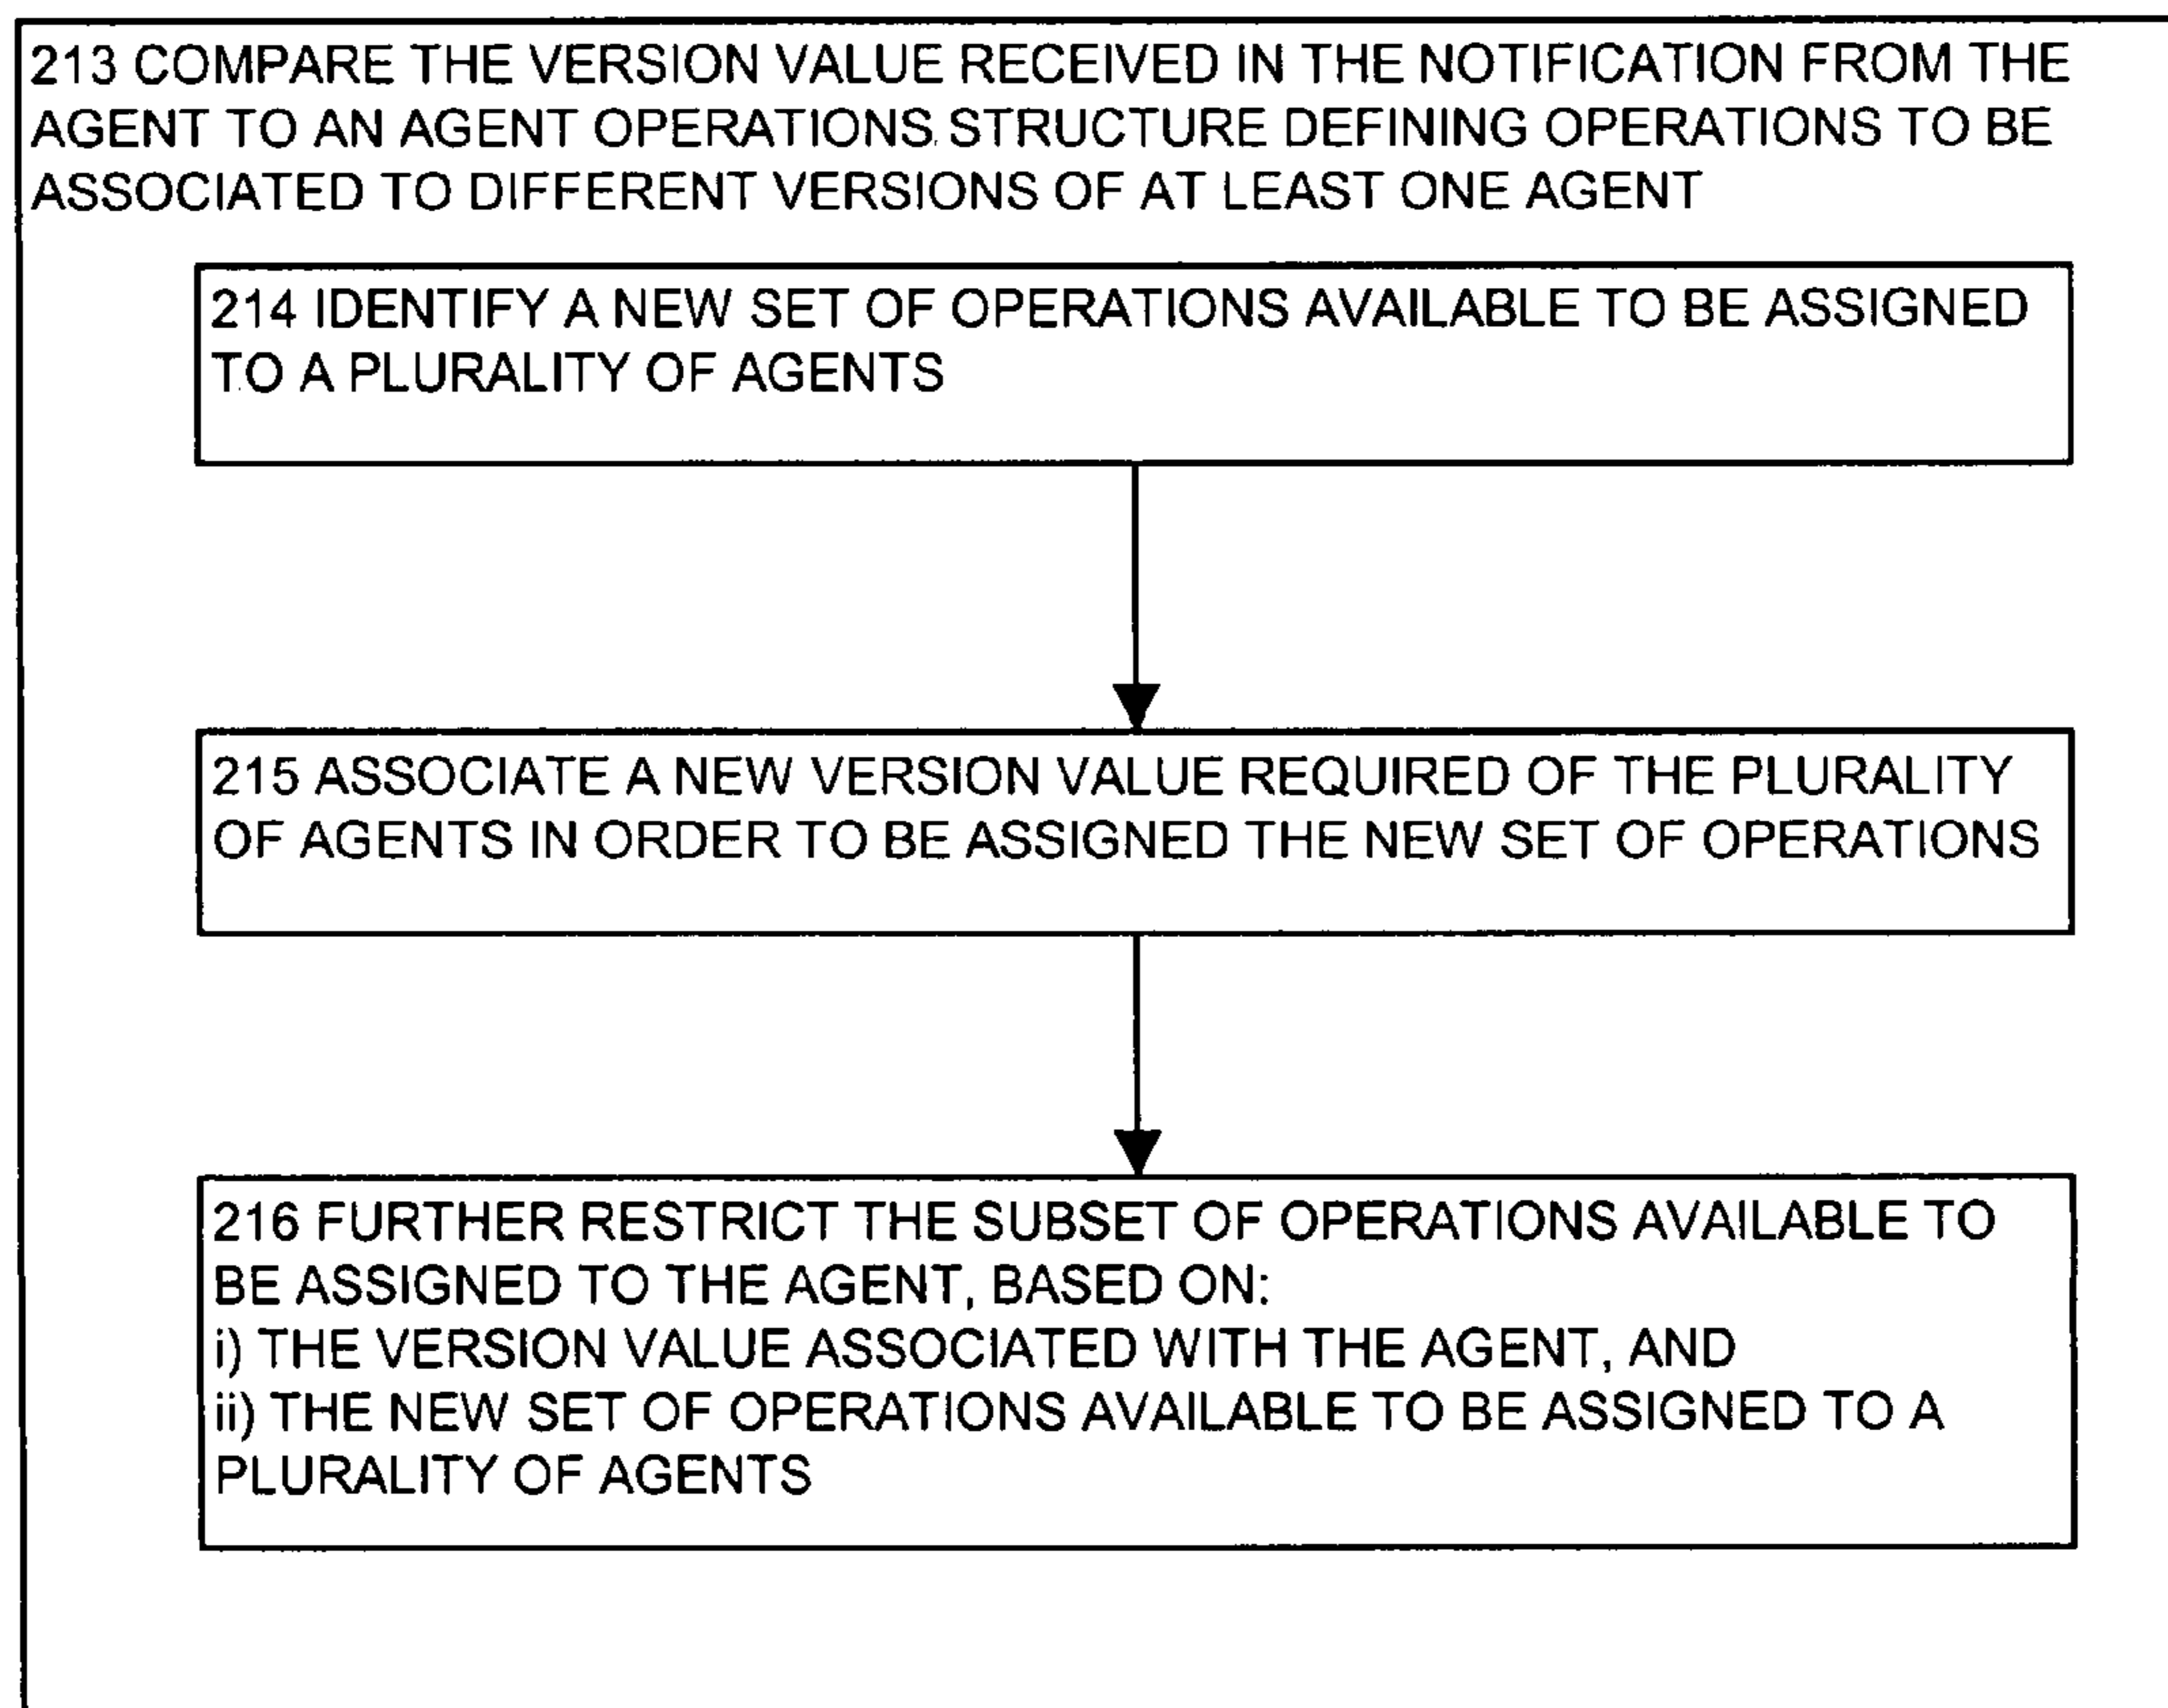 213 COMPARE THE VERSION VALUE RECEIVED IN THE NOTIFICATION FROM THE
AGENT TO AN AGENT OPERATIONS STRUCTURE DEFINING OPERATIONS TO BE
ASSOCIATED TO DIFFERENT VERSIONS OF AT LEAST ONE AGENT
214 IDENTIFY A NEW SET OF OPERATIONS AVAILABLE TO BE ASSIGNED
TO A PLURALITY OF AGENTS
215 ASSOCIATE A NEW VERSION VALUE REQUIRED OF THE PLURALITY
OF AGENTS IN ORDER TO BE ASSIGNED THE NEW SET OF OPERATIONS
216 FURTHER RESTRICT THE SUBSET OF OPERATIONS AVAILABLE TO
BE ASSIGNED TO THE AGENT, BASED ON:
i) THE VERSION VALUE ASSOCIATED WITH THE AGENT, AND
ii) THE NEW SET OF OPERATIONS AVAILABLE TO BE ASSIGNED TO A
PLURALITY OF AGENTS